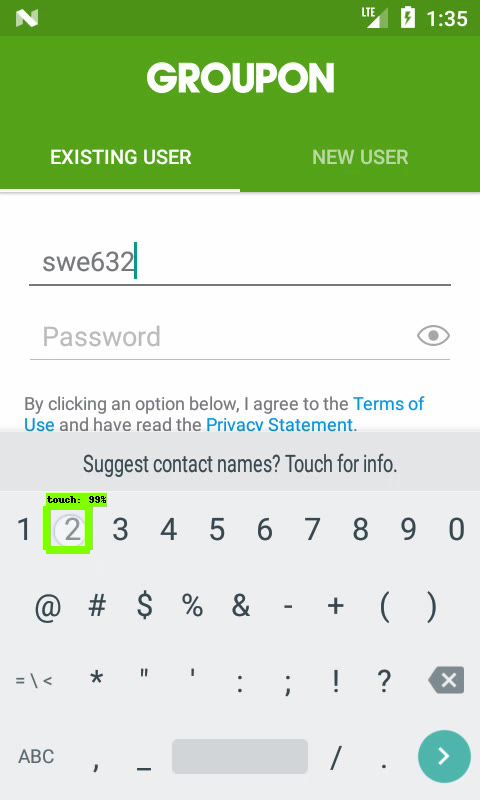 LTE 1:35
GROUPON
EXISTING USER NEW USER
swe632
Password
By clicking an option below, I agree to the Terms of
Use and have read the Privacy Statement.
Suggest contact names? Touch for info.
touch: 99%
1 2 3 4 5 6 7 8 9 0
@ # $ % & - + ( )
= \ < * " ' : ; ! ?
ABC , _ / .